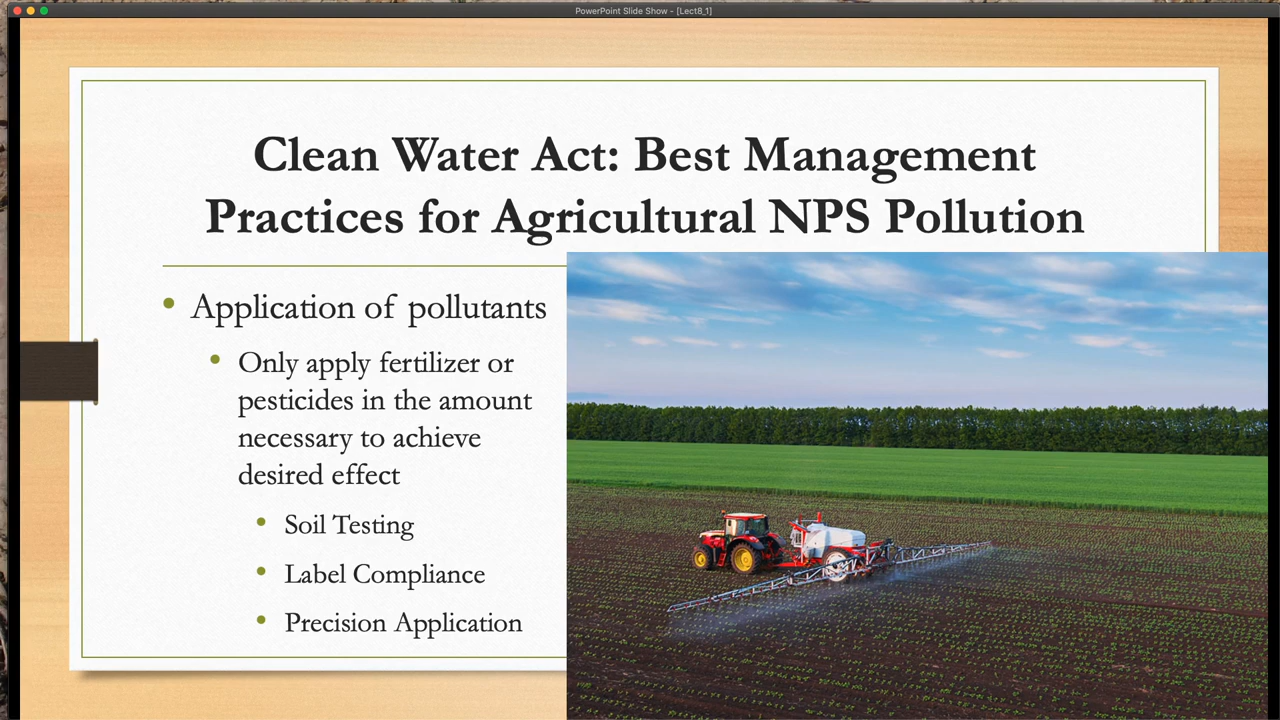 PowerPoint Slide Show - [Lect8_1]
Clean Water Act: Best Management
Practices for Agricultural NPS Pollution
• Application of pollutants
• Only apply fertilizer or
pesticides in the amount
necessary to achieve
desired effect
• Soil Testing
• Label Compliance
• Precision Application